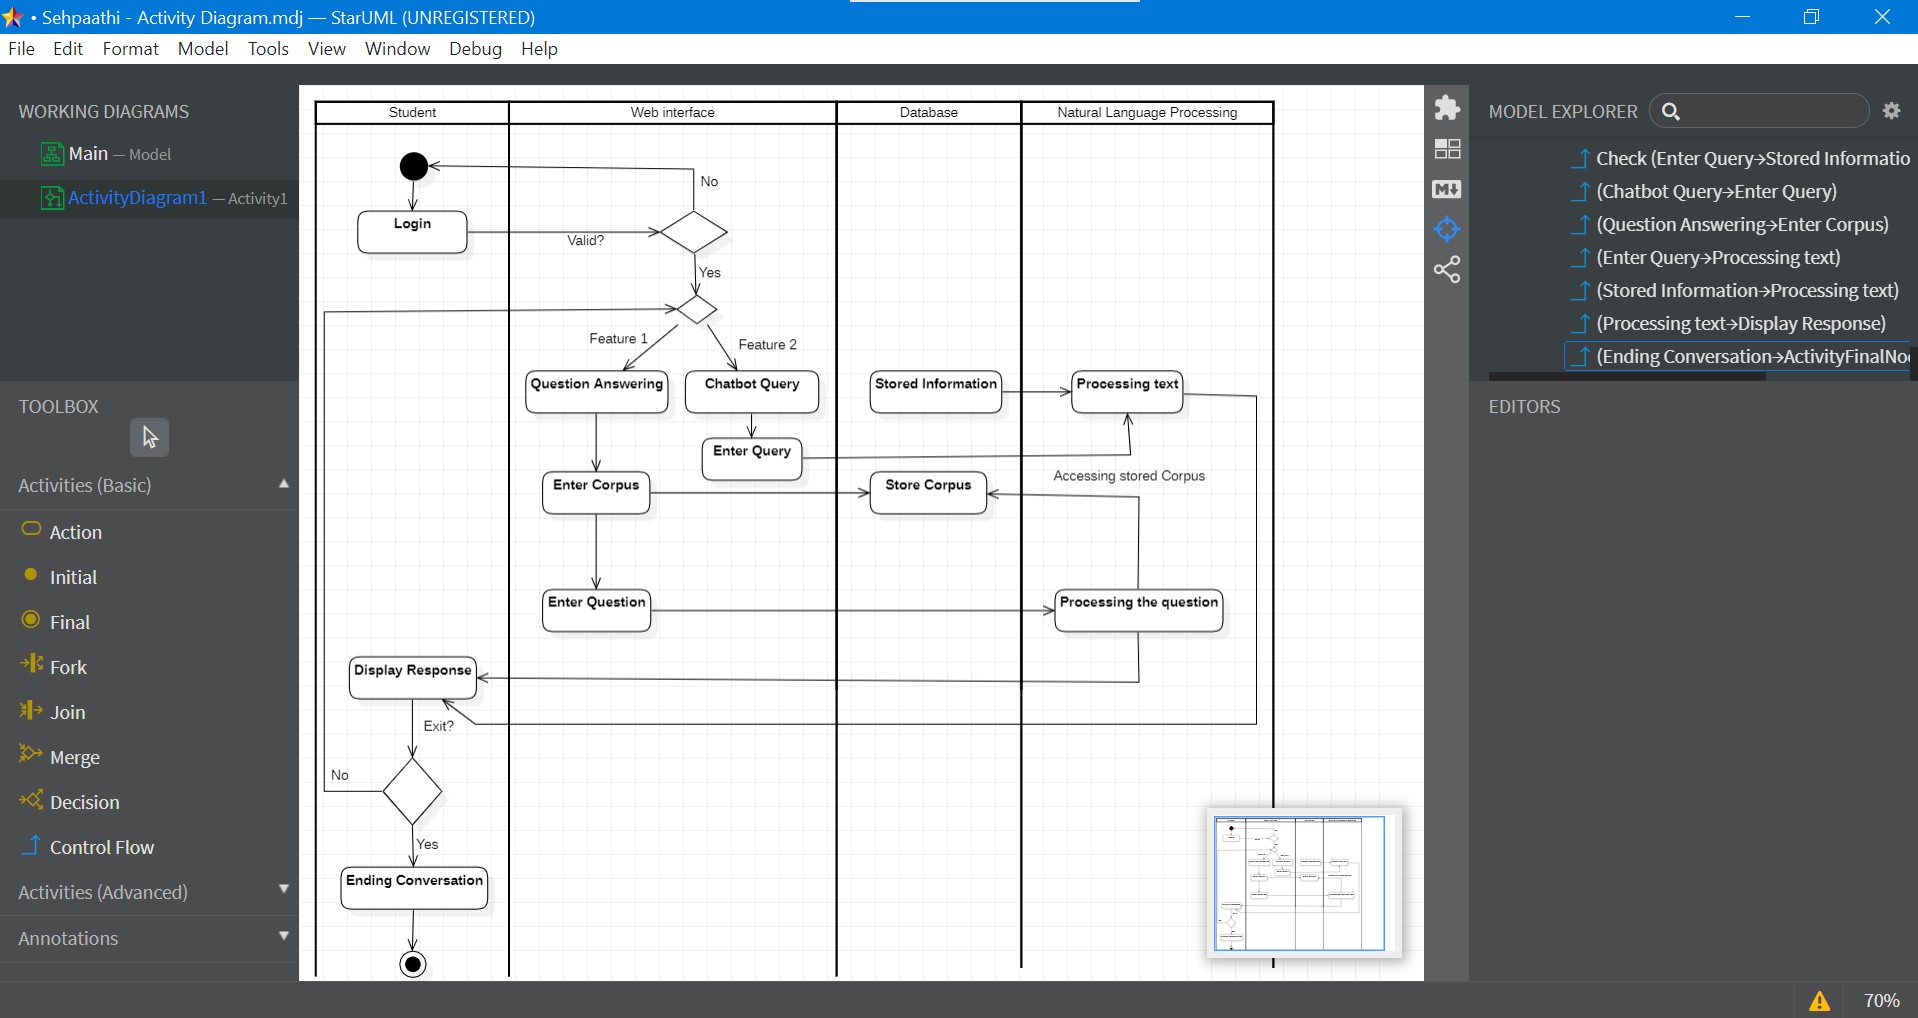 • Sehpaathi - Activity Diagram.mdj — StarUML (UNREGISTERED)
File Edit Format Model Tools View Window Debug Help
WORKING DIAGRAMS
Main — Model
ActivityDiagram1 — Activity1
TOOLBOX
Activities (Basic)
Action
Initial
Final
Fork
Join
Merge
Decision
Control Flow
Activities (Advanced)
Annotations
Student Web interface Database Natural Language Processing
No
Login
Valid?
Yes
Feature 1
Feature 2
Question Answering Chatbot Query Stored Information Processing text
Enter Query
Accessing stored Corpus
Enter Corpus Store Corpus
Enter Question Processing the question
Display Response
Exit?
No
Yes
Ending Conversation
MODEL EXPLORER
Check (Enter Query→Stored Informatio
(Chatbot Query→Enter Query)
(Question Answering→Enter Corpus)
(Enter Query→Processing text)
(Stored Information→Processing text)
(Processing text→Display Response)
(Ending Conversation→ActivityFinalNo
EDITORS
70%